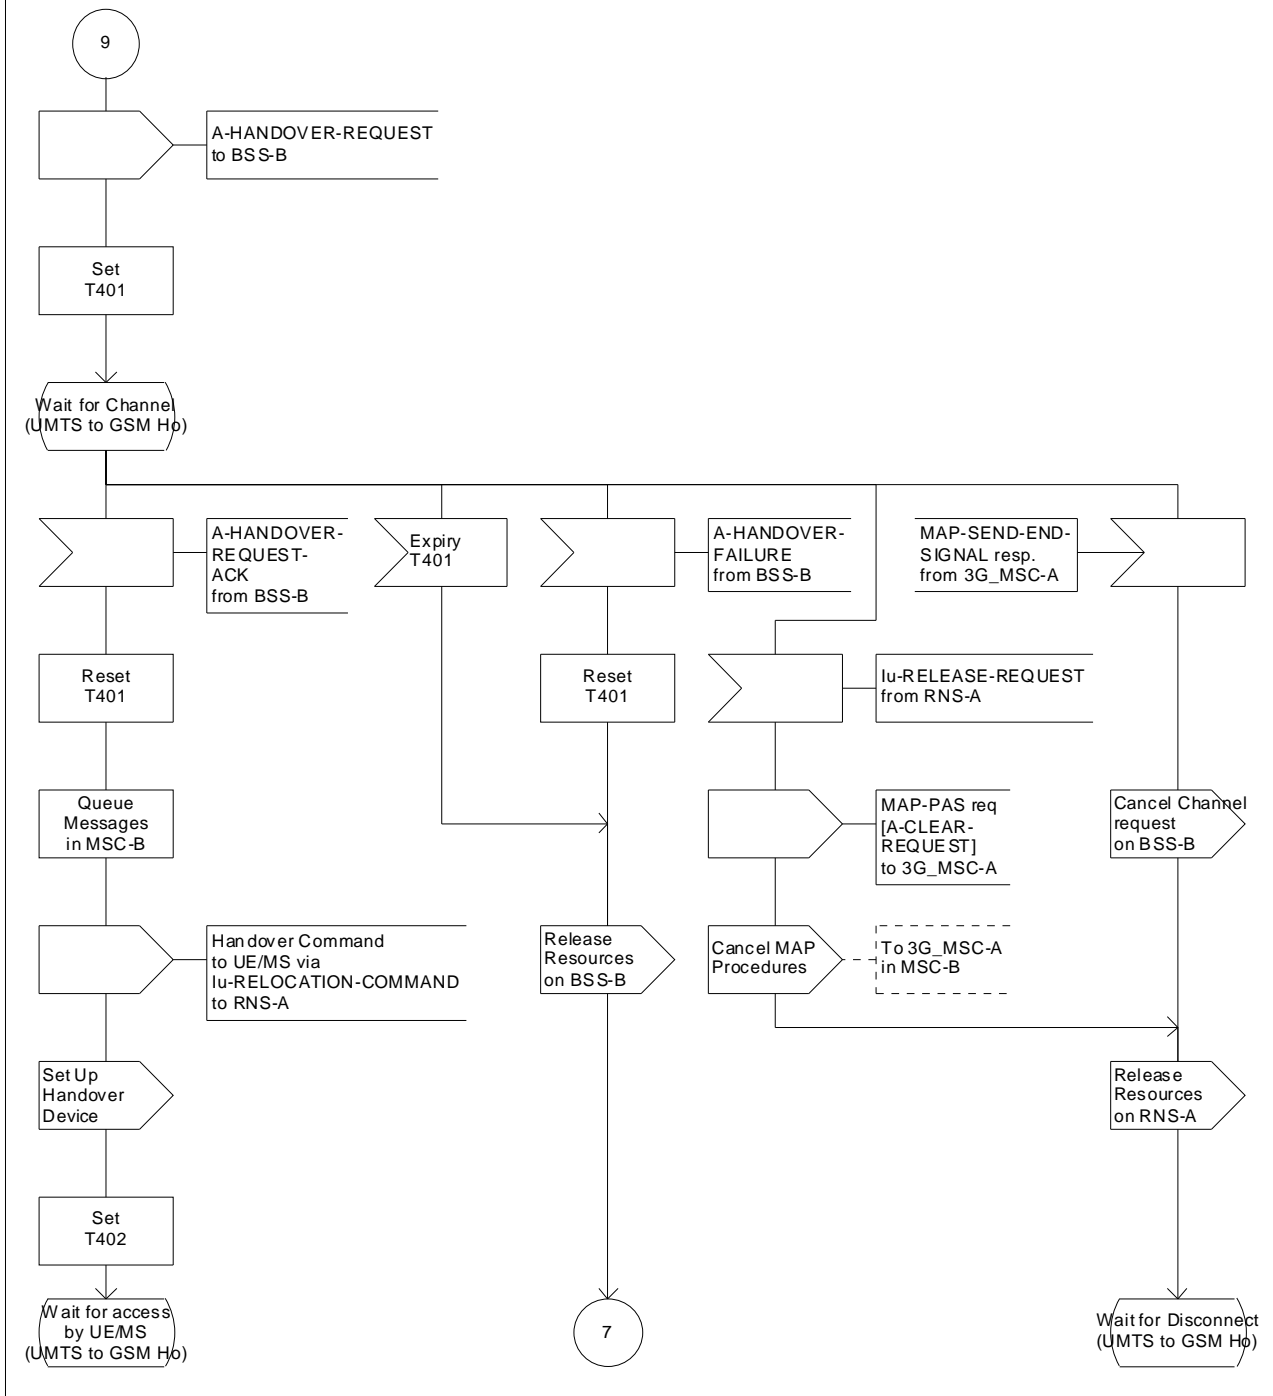 9
A-HANDOVER-REQUEST
to BSS-B
Set
T401
Wait for Channel
(UMTS to GSM Ho)
A-HANDOVER-
REQUEST-
ACK
from BSS-B
Expiry
T401
A-HANDOVER-
FAILURE
from BSS-B
MAP-SEND-END-
SIGNAL resp.
from 3G_MSC-A
Reset
T401
Reset
T401
Iu-RELEASE-REQUEST
from RNS-A
Queue
Messages
in MSC-B
MAP-PAS req
[A-CLEAR-
REQUEST]
to 3G_MSC-A
Cancel Channel
request
on BSS-B
Handover Command
to UE/MS via
Iu-RELOCATION-COMMAND
to RNS-A
Release
Resources
on BSS-B
Cancel MAP
Procedures
To 3G_MSC-A
in MSC-B
Set Up
Handover
Device
Release
Resources
on RNS-A
Set
T402
Wait for access
by UE/MS
(UMTS to GSM Ho)
7
Wait for Disconnect
(UMTS to GSM Ho)